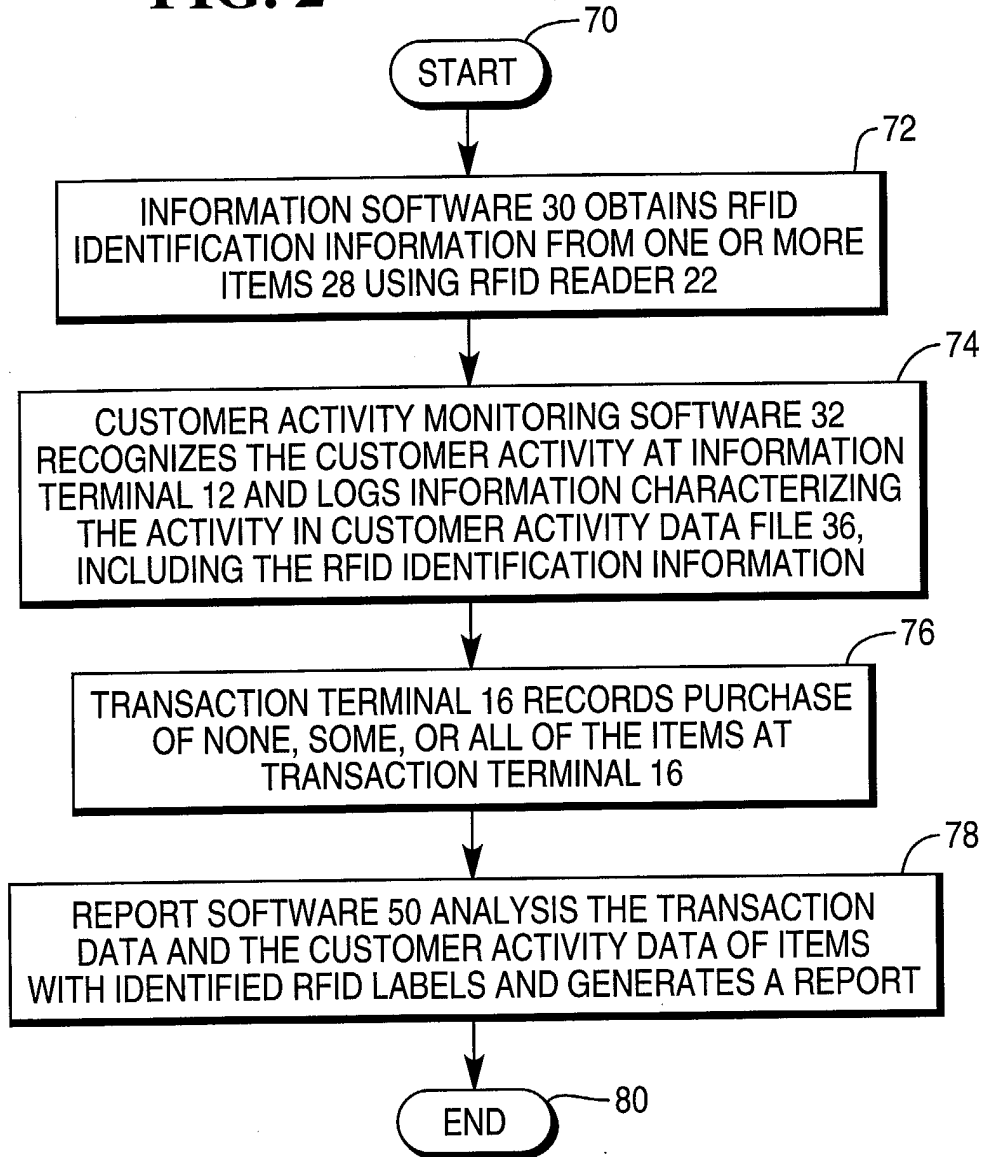 FIG. 2
70
START
72
INFORMATION SOFTWARE 30 OBTAINS RFID
IDENTIFICATION INFORMATION FROM ONE OR MORE
ITEMS 28 USING RFID READER 22
74
CUSTOMER ACTIVITY MONITORING SOFTWARE 32
RECOGNIZES THE CUSTOMER ACTIVITY AT INFORMATION
TERMINAL 12 AND LOGS INFORMATION CHARACTERIZING
THE ACTIVITY IN CUSTOMER ACTIVITY DATA FILE 36,
INCLUDING THE RFID IDENTIFICATION INFORMATION
76
TRANSACTION TERMINAL 16 RECORDS PURCHASE
OF NONE, SOME, OR ALL OF THE ITEMS AT
TRANSACTION TERMINAL 16
78
REPORT SOFTWARE 50 ANALYSIS THE TRANSACTION
DATA AND THE CUSTOMER ACTIVITY DATA OF ITEMS
WITH IDENTIFIED RFID LABELS AND GENERATES A REPORT
80
END